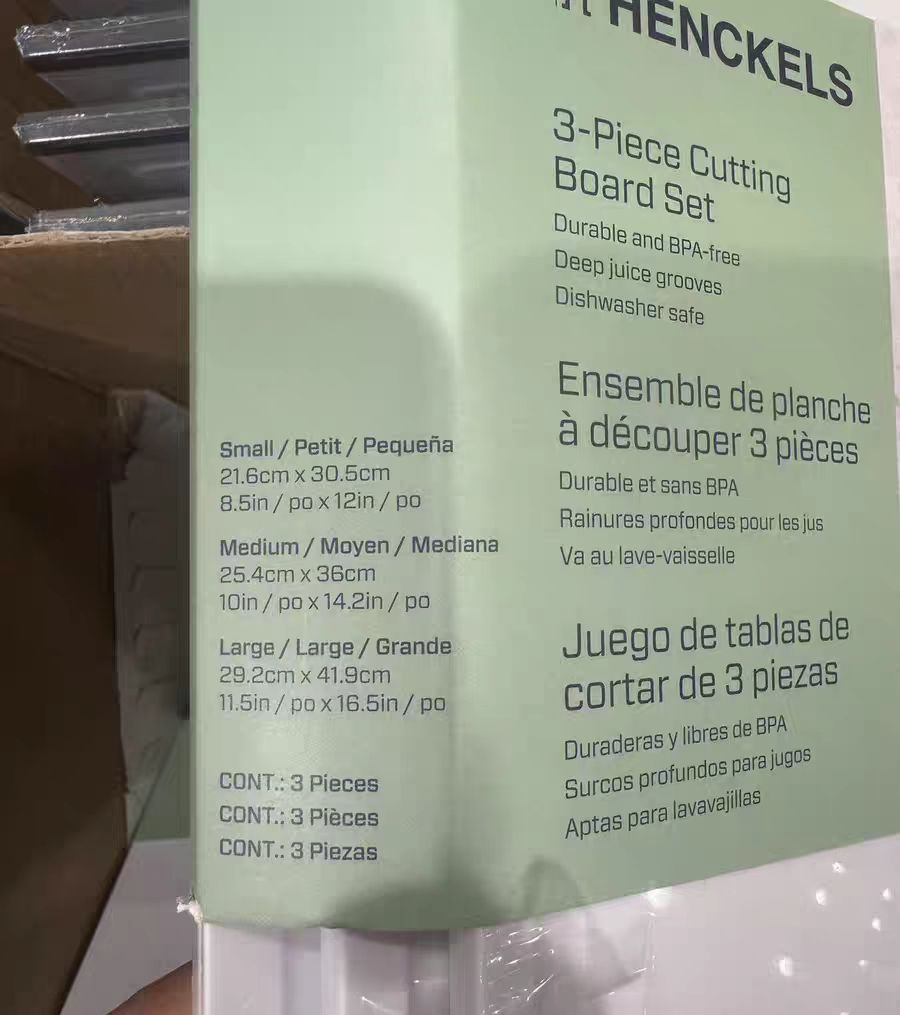 HENCKELS
3-Piece Cutting
Board Set
Durable and BPA-free
Deep juice grooves
Dishwasher safe
Ensemble de planche
à découper 3 pièces
Durable et sans BPA
Rainures profondes pour les jus
Va au lave-vaisselle
Juego de tablas de
cortar de 3 piezas
Duraderas y libres de BPA
Surcos profundos para jugos
Aptas para lavavajillas
Small / Petit / Pequeña
21.6cm x 30.5cm
8.5in / po x 12in / po
Medium / Moyen / Mediana
25.4cm x 36cm
10in / po x 14.2in / po
Large / Large / Grande
29.2cm x 41.9cm
11.5in / po x 16.5in / po
CONT.: 3 Pieces
CONT.: 3 Pièces
CONT.: 3 Piezas